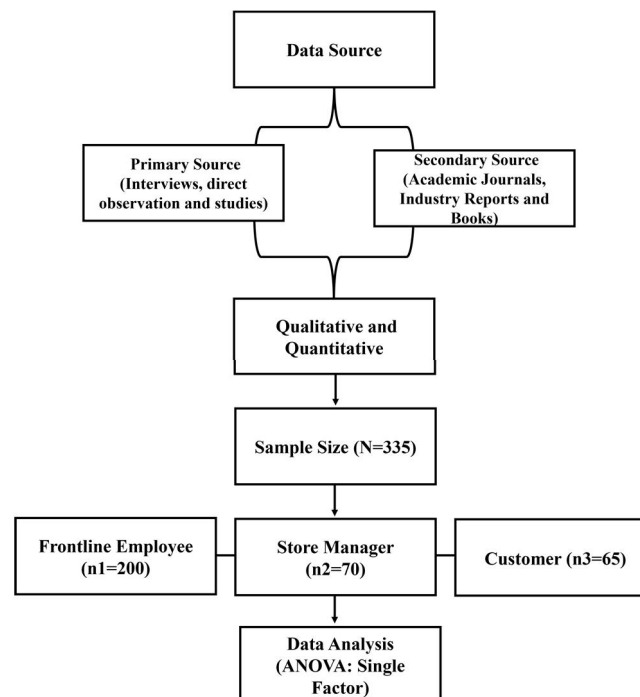 Data Source
Primary Source
(Interviews, direct
observation and studies)
Secondary Source
(Academic Journals,
Industry Reports and
Books)
Qualitative and
Quantitative
Sample Size (N=335)
Frontline Employee
(n1=200)
Store Manager
(n2=70)
Customer (n3=65)
Data Analysis
(ANOVA: Single
Factor)